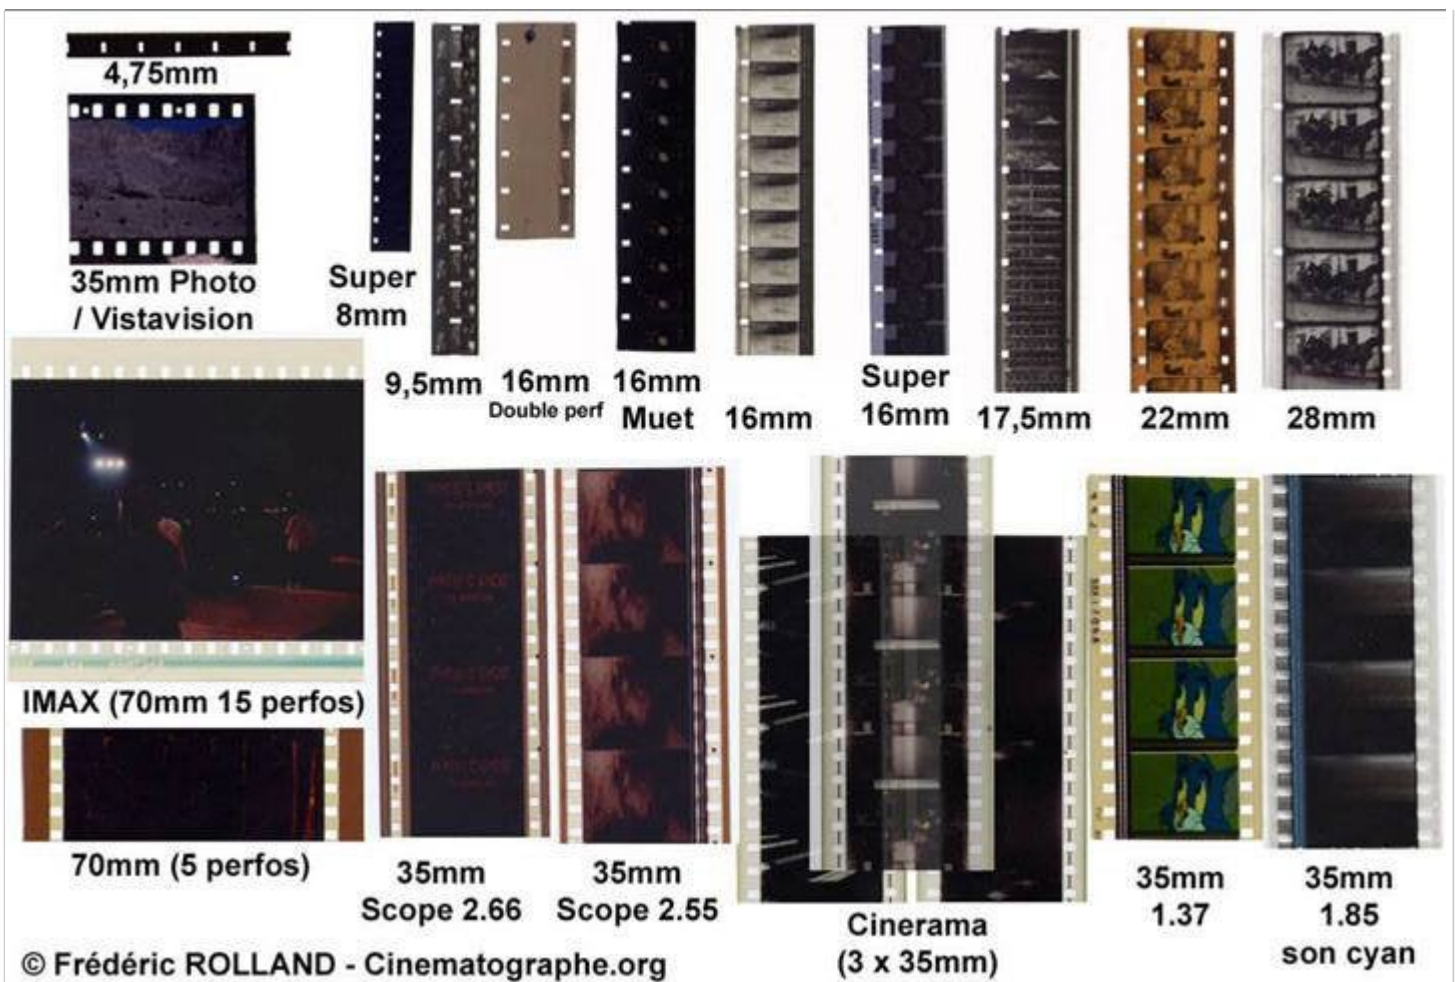 4,75mm
35mm Photo
/ Vistavision
Super
8mm
9,5mm
16mm
Double perf
16mm
Muet
16mm
Super
16mm
17,5mm
22mm
28mm
IMAX (70mm 15 perfos)
70mm (5 perfos)
35mm
Scope 2.66
35mm
Scope 2.55
Cinerama
(3 x 35mm)
35mm
1.37
35mm
1.85
son cyan
© Frédéric ROLLAND - Cinematographe.org